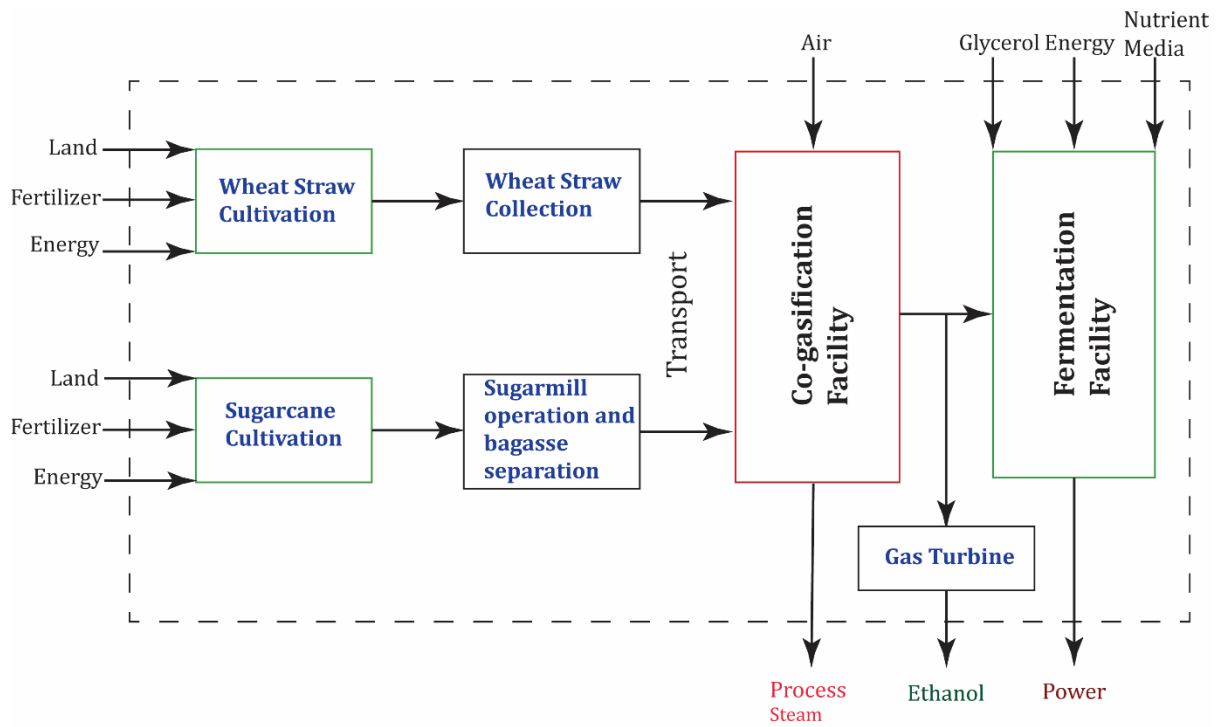 Air
Glycerol Energy
Nutrient
Media
Land
Fertilizer
Energy
Wheat Straw
Cultivation
Wheat Straw
Collection
Transport
Co-gasification
Facility
Fermentation
Facility
Land
Fertilizer
Energy
Sugarcane
Cultivation
Sugarmill
operation and
bagasse
separation
Gas Turbine
Process
Steam
Ethanol
Power